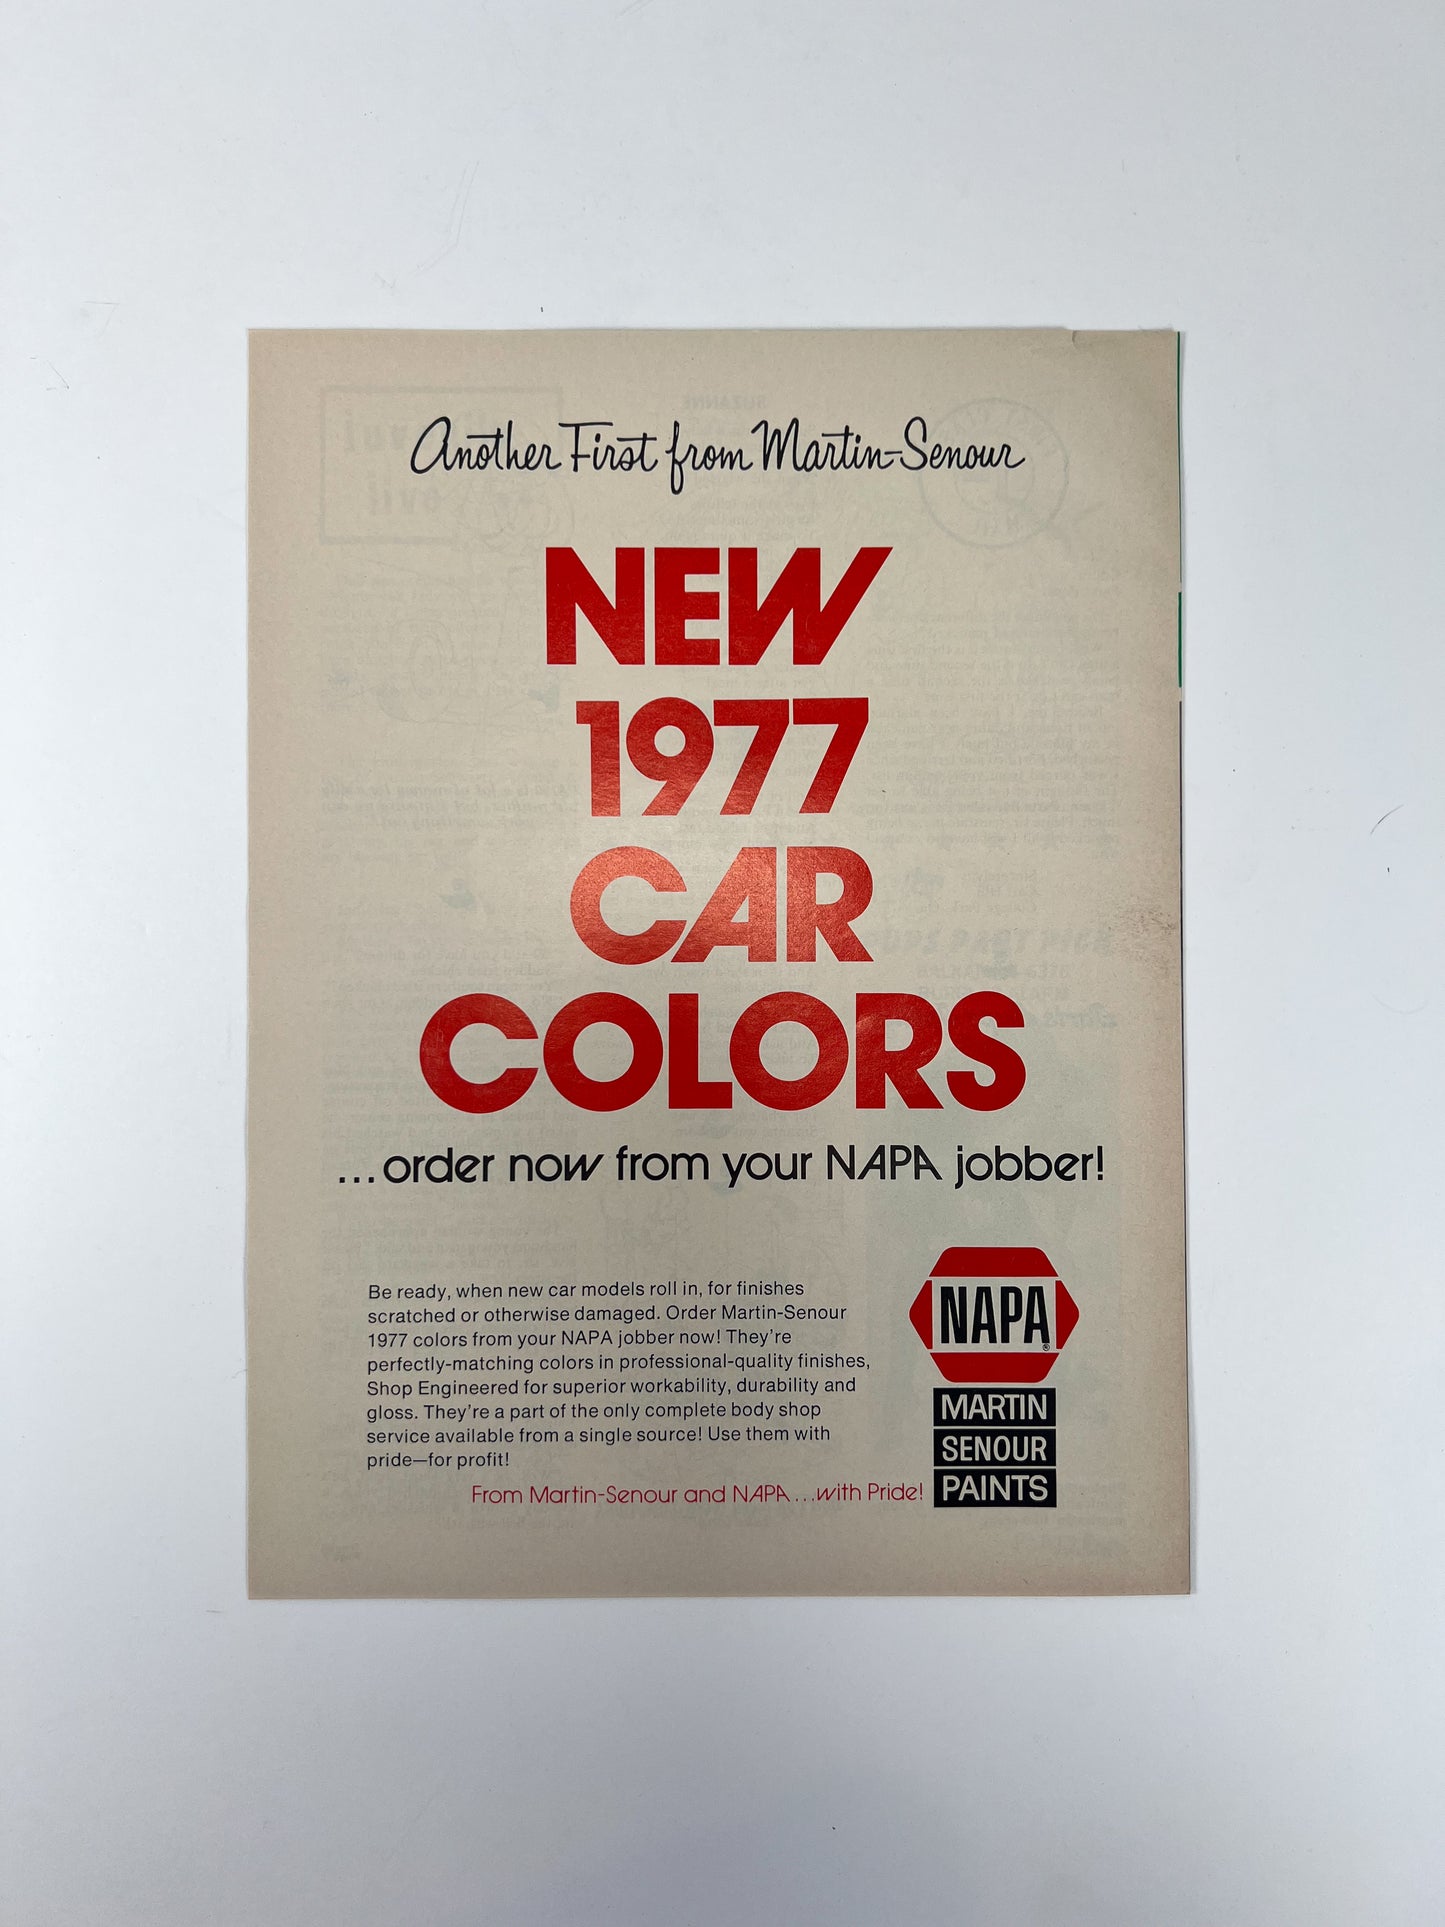 Another First from Martin-Senour
NEW
1977
CAR
COLORS
...order now from your NAPA jobber!
Be ready, when new car models roll in, for finishes
scratched or otherwise damaged. Order Martin-Senour
1977 colors from your NAPA jobber now! They're
perfectly-matching colors in professional-quality finishes,
Shop Engineered for superior workability, durability and
gloss. They're a part of the only complete body shop
service available from a single source! Use them with
pride—for profit!
From Martin-Senour and NAPA...with Pride!
NAPA®
MARTIN
SENOUR
PAINTS